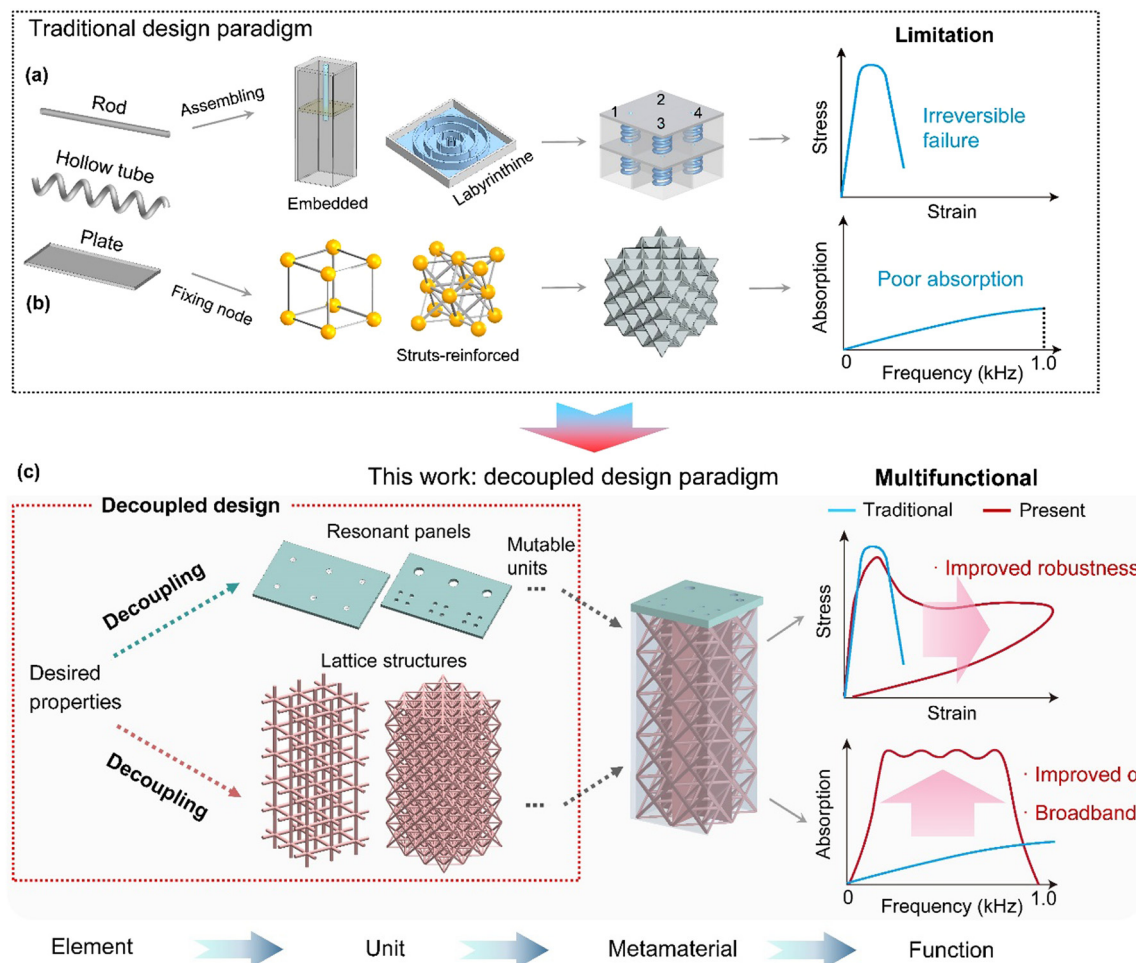 Traditional design paradigm
Limitation
(a)
Rod
Assembling
Hollow tube
Embedded
Labyrinthine
1
2
3
4
Stress
Irreversible
failure
Strain
Plate
(b)
Fixing node
Struts-reinforced
Absorption
Poor absorption
0
1.0
Frequency (kHz)
(c)
This work: decoupled design paradigm
Multifunctional
Decoupled design
Traditional
Present
Resonant panels
Mutable
units
Decoupling
Desired
properties
Lattice structures
Decoupling
Stress
· Improved robustness
Strain
Absorption
· Improved
· Broadband
0
1.0
Frequency (kHz)
Element
Unit
Metamaterial
Function